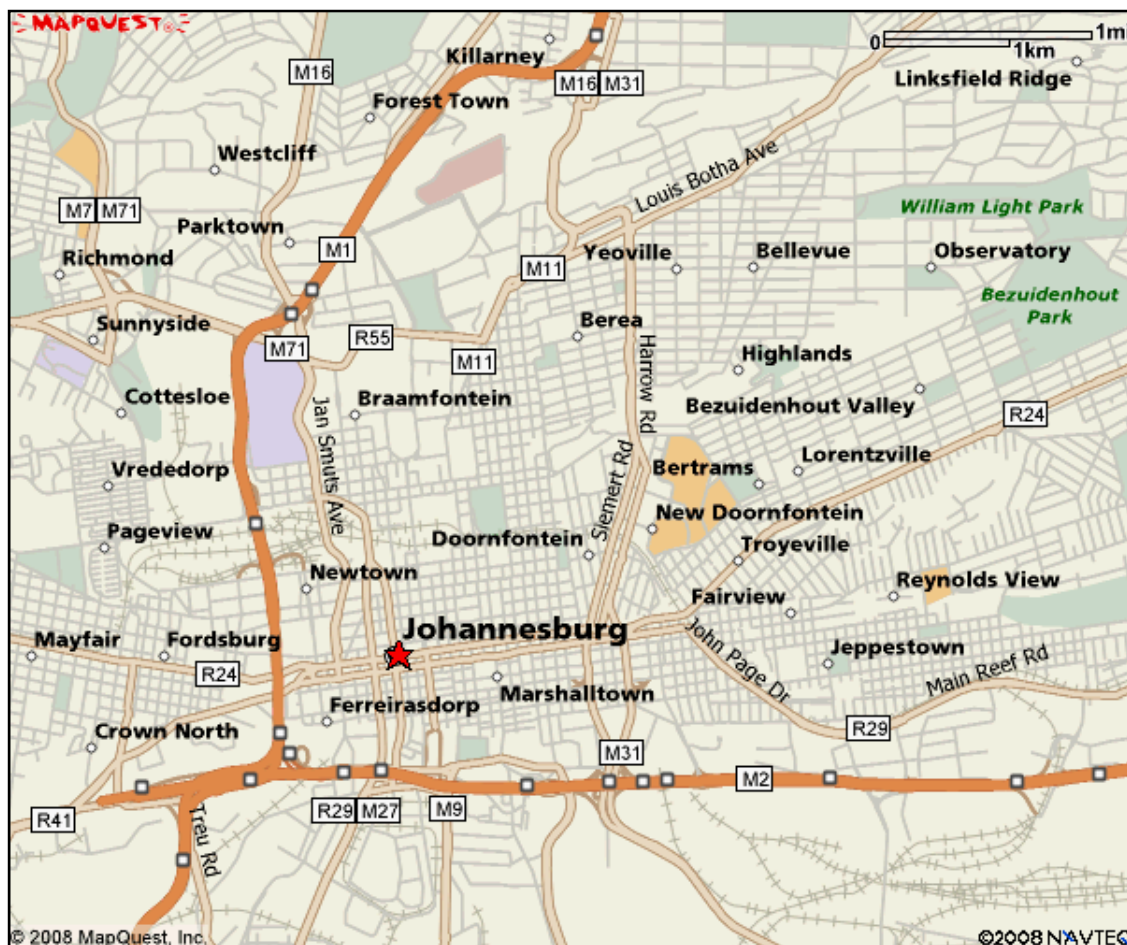 MAPQUEST
0
1mi
1km
Killarney
Linksfield Ridge
M16
M16 M31
Forest Town
Westcliff
Louis Botha Ave
M7 M71
William Light Park
Parktown
M1
Richmond
M11
Yeoville
Bellevue
Observatory
Bezuidenhout
Park
Sunnyside
R55
Berea
M71
M11
Harrow Rd
Highlands
Cottesloe
Jan Smuts Ave
Braamfontein
Bezuidenhout Valley
R24
Vrededorp
Siemert Rd
Bertrams
Lorentzville
Pageview
New Doornfontein
Doornfontein
Troyeville
Newtown
Reynolds View
Fairview
Johannesburg
Mayfair
Fordsburg
R24
John Page Dr
Jeppestown
Main Reef Rd
Marshalltown
Ferreirasdorp
Crown North
R29
M31
M2
R41
Treu Rd
R29 M27
M9
© 2008 MapQuest, Inc.
©2008 NAVTEQ